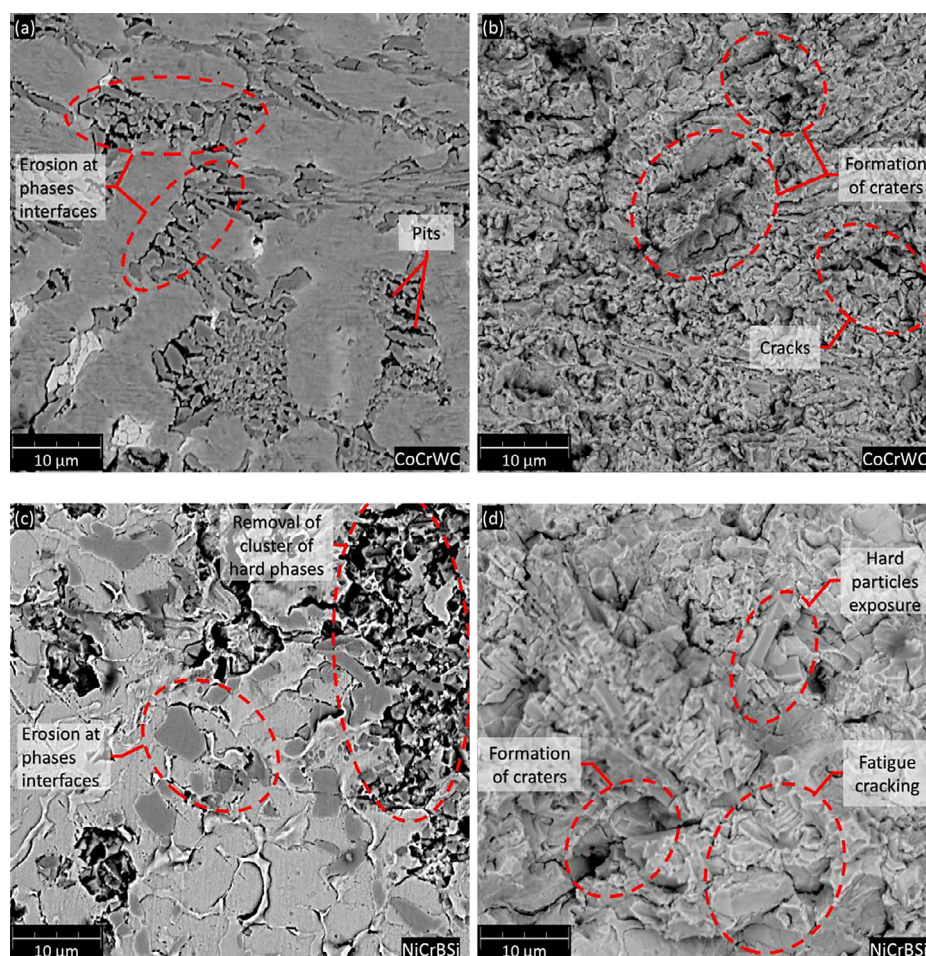 (a)
Erosion at
phases
interfaces
Pits
10 µm
CoCrWC
(b)
Formation
of craters
Cracks
10 µm
CoCrWC
(c)
Removal of
cluster of
hard phases
Erosion at
phases
interfaces
10 µm
NiCrBSi
(d)
Hard
particles
exposure
Formation
of craters
Fatigue
cracking
10 µm
NiCrBSi